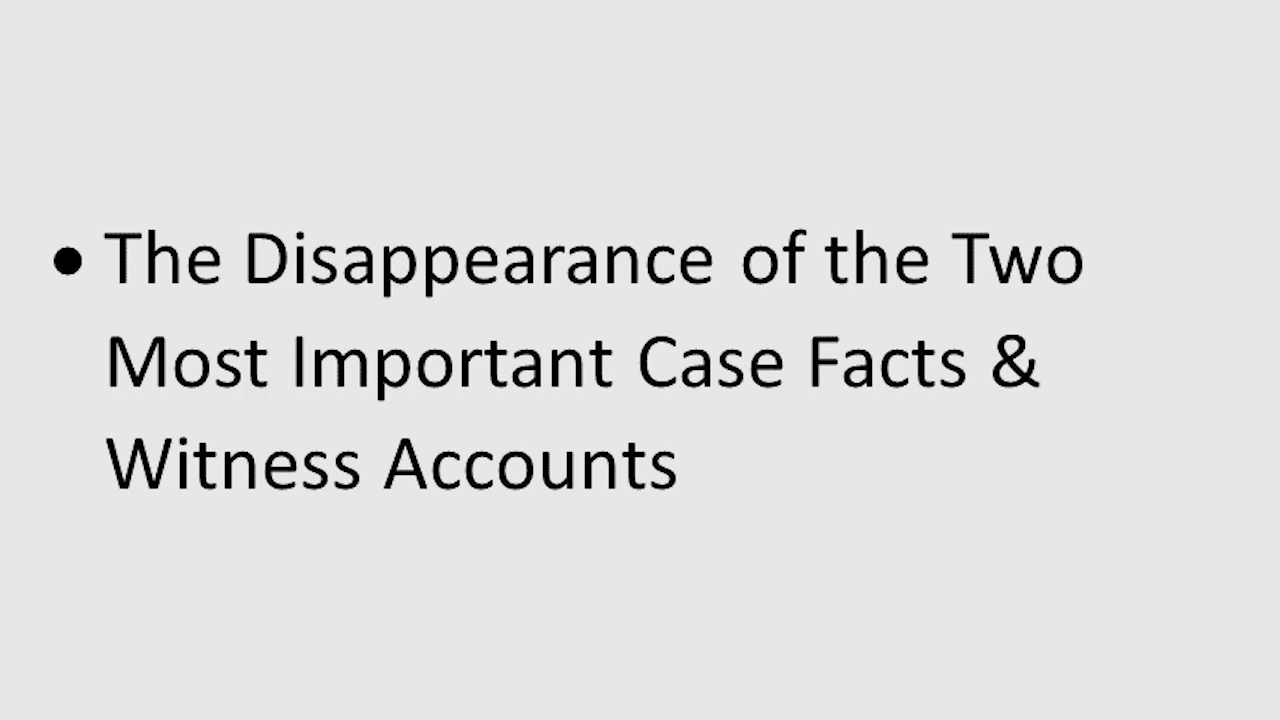 • The Disappearance of the Two
Most Important Case Facts &
Witness Accounts